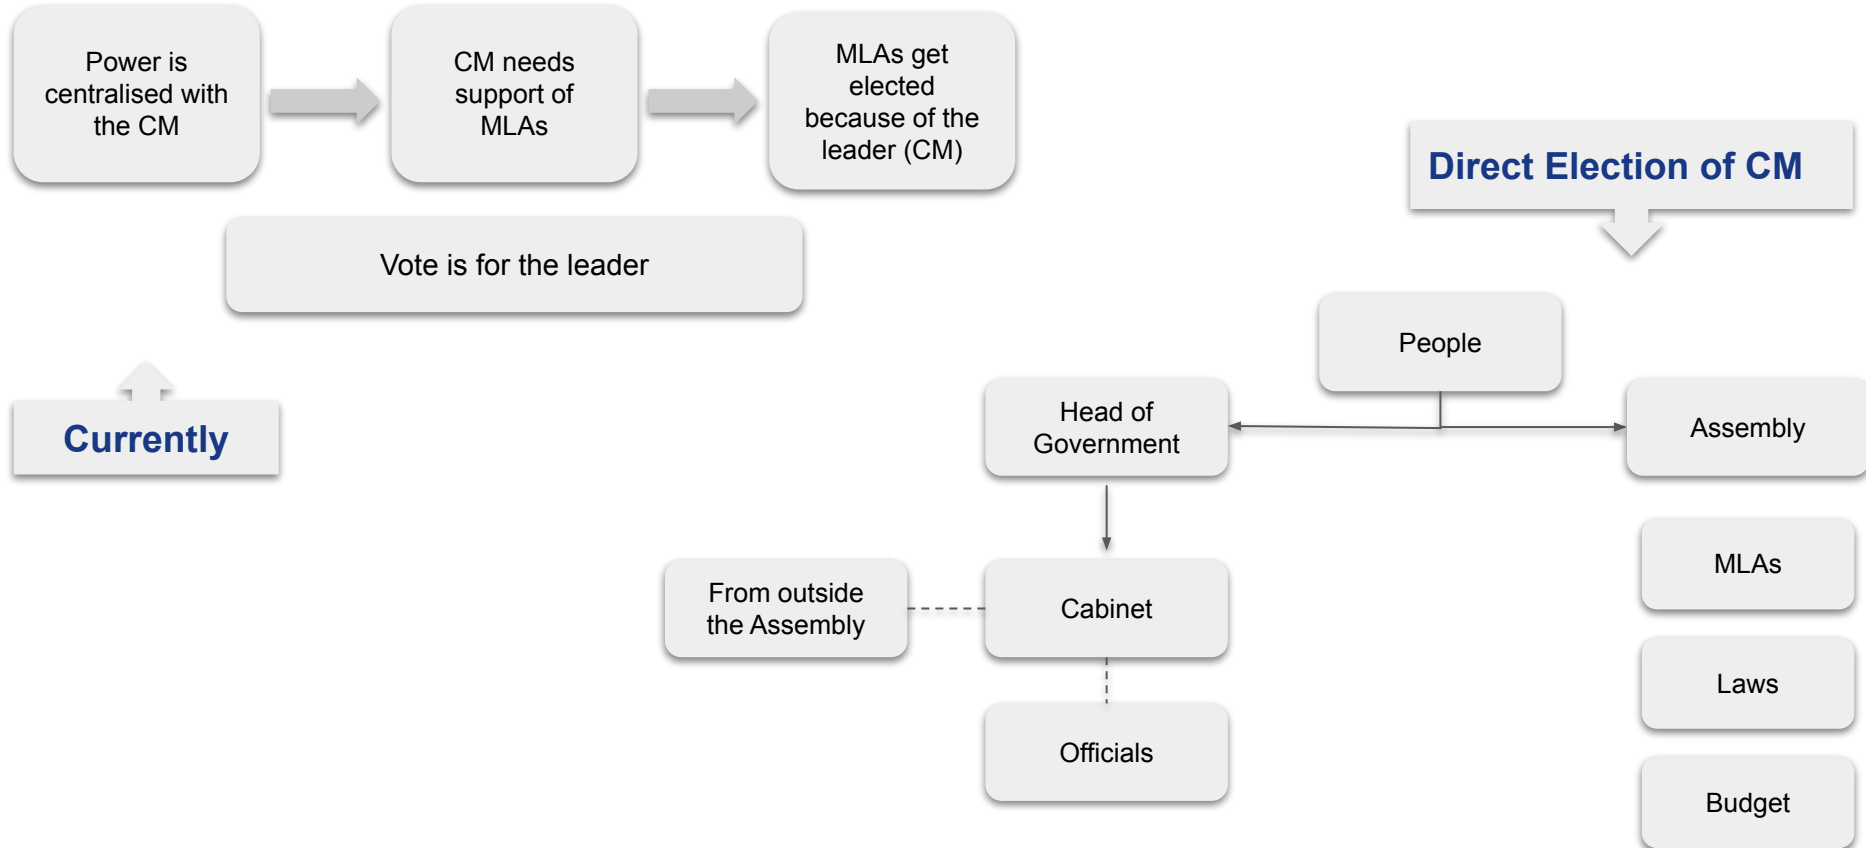 Power is
centralised with
the CM
CM needs
support of
MLAs
MLAs get
elected
because of the
leader (CM)
Vote is for the leader
Currently
Direct Election of CM
People
Head of
Government
Assembly
From outside
the Assembly
Cabinet
Officials
MLAs
Laws
Budget